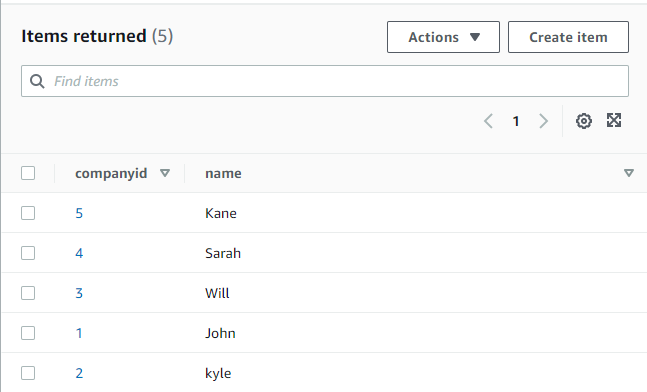 Items returned (5) Actions Create item
Find items
1
companyid name
5 Kane
4 Sarah
3 Will
1 John
2 kyle